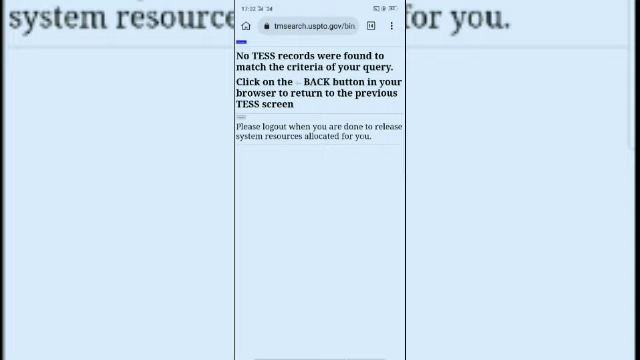 system resource
for you.
17:02
tmsearch.uspto.gov/bin
No TESS records were found to
match the criteria of your query.
Click on the BACK button in your
browser to return to the previous
TESS screen
Please logout when you are done to release
system resources allocated for you.